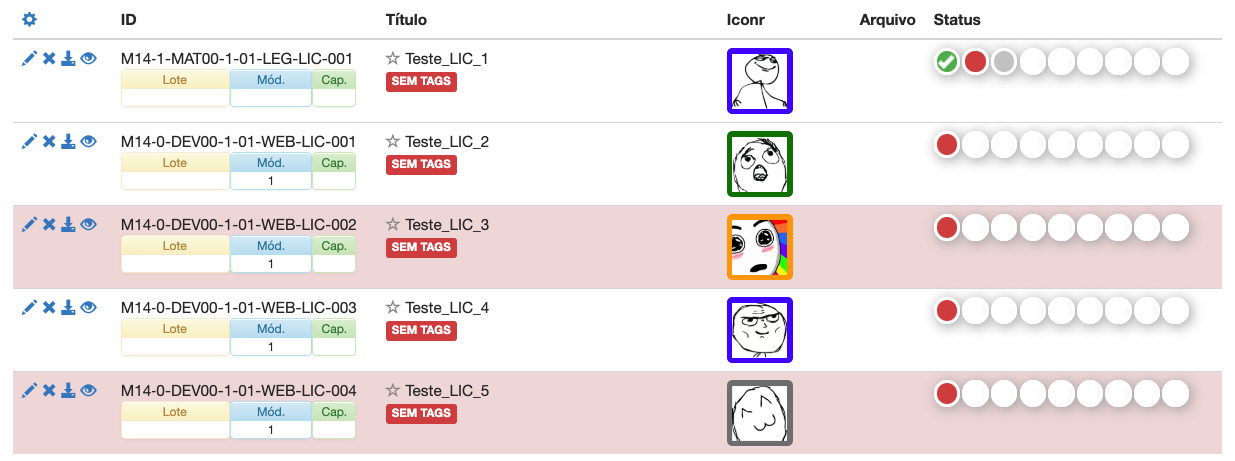 ID Título Iconr Arquivo Status
M14-1-MAT00-1-01-LEG-LIC-001 Teste_LIC_1
Lote Mód. Cap. SEM TAGS
M14-0-DEV00-1-01-WEB-LIC-001 Teste_LIC_2
Lote Mód. Cap. SEM TAGS
1
M14-0-DEV00-1-01-WEB-LIC-002 Teste_LIC_3
Lote Mód. Cap. SEM TAGS
1
M14-0-DEV00-1-01-WEB-LIC-003 Teste_LIC_4
Lote Mód. Cap. SEM TAGS
1
M14-0-DEV00-1-01-WEB-LIC-004 Teste_LIC_5
Lote Mód. Cap. SEM TAGS
1